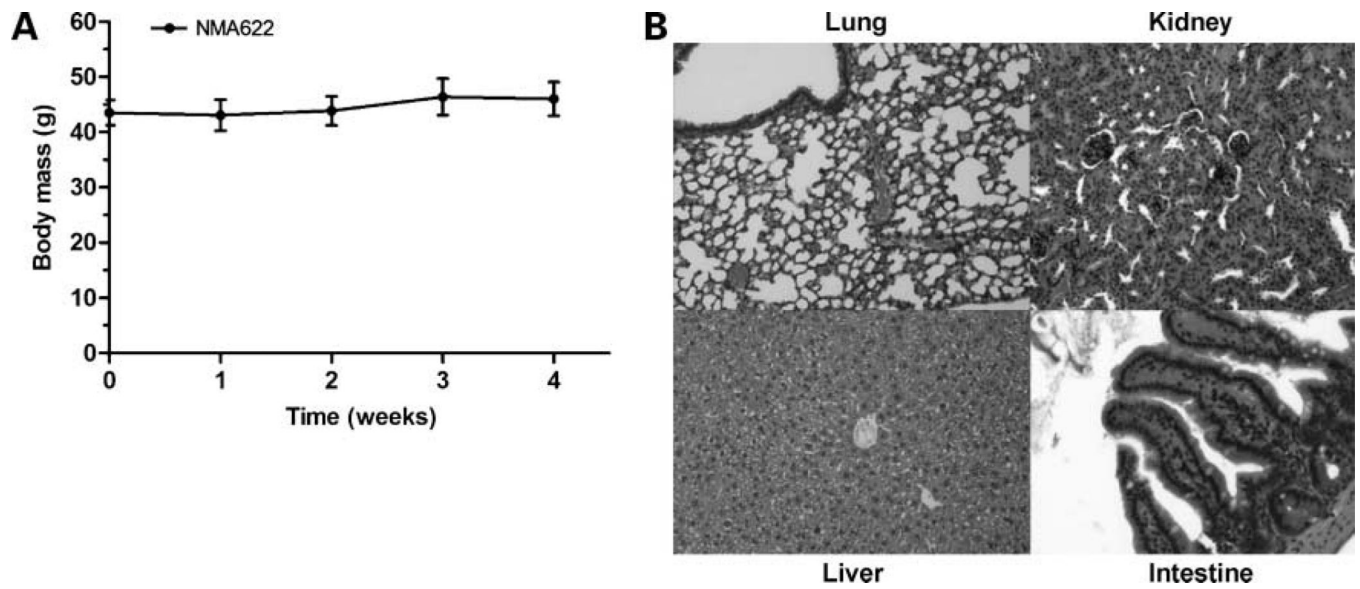 A
NMA622
60
50
40
30
20
10
0
Body mass (g)
0 1 2 3 4
Time (weeks)
B
Lung Kidney
Liver Intestine